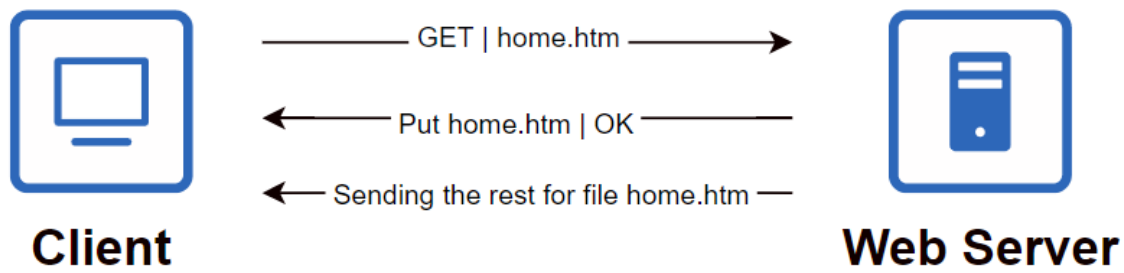 GET | home.htm
Put home.htm | OK
Sending the rest for file home.htm
Client
Web Server